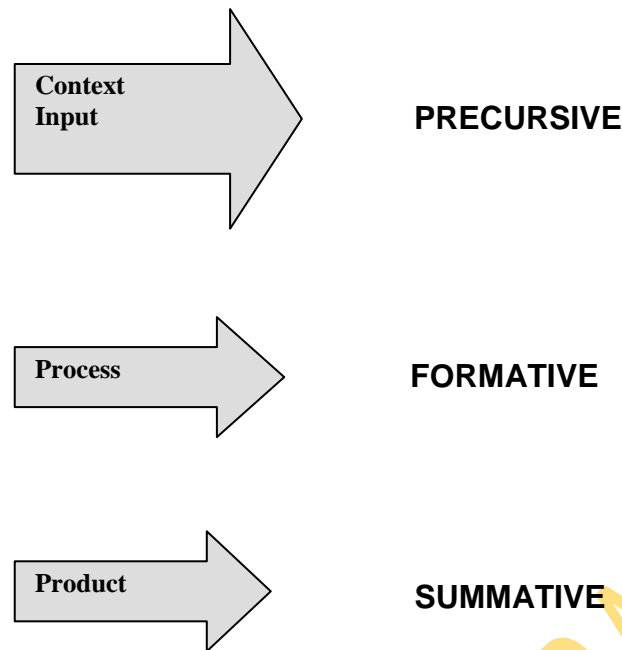 Context
Input
PRECURSIVE
Process
FORMATIVE
Product
SUMMATIVE